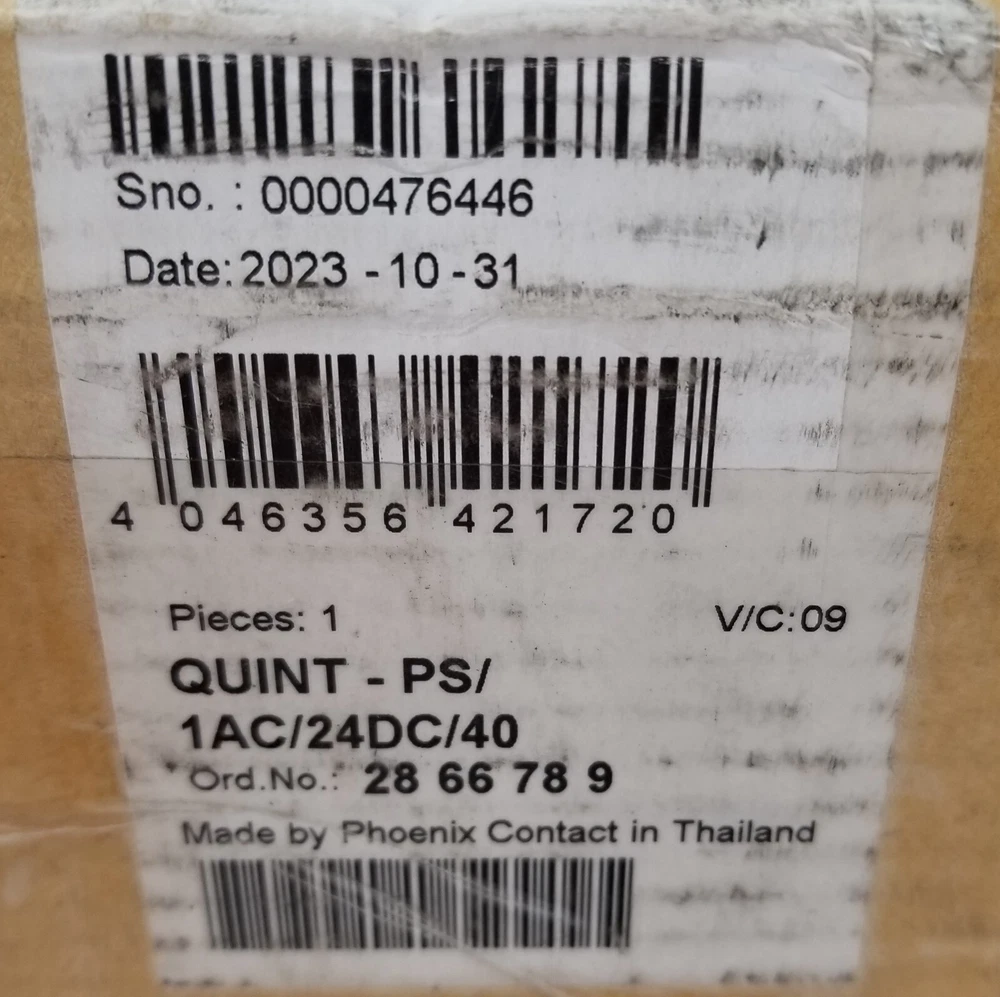 Sno. : 0000476446
Date: 2023 - 10 - 31
4 046356 421720
Pieces: 1 V/C:09
QUINT - PS/
1AC/24DC/40
Ord.No.: 28 66 78 9
Made by Phoenix Contact in Thailand